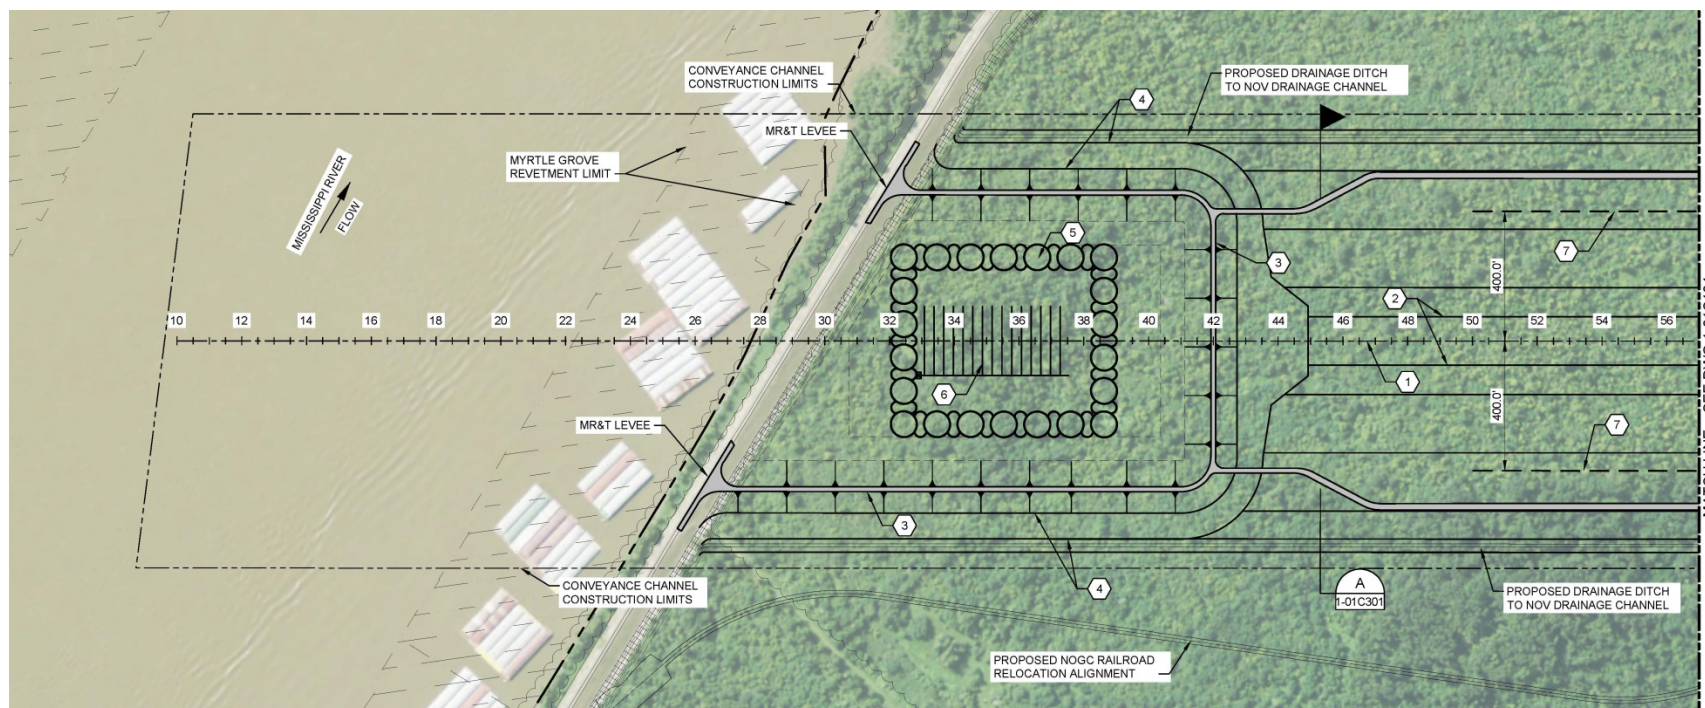 CONVEYANCE CHANNEL
CONSTRUCTION LIMITS
PROPOSED DRAINAGE DITCH
TO NOV DRAINAGE CHANNEL
4
MR&T LEVEE
MYRTLE GROVE
REVETMENT LIMIT
MISSISSIPPI RIVER
FLOW
5
3
7
400.0'
2
10 12 14 16 18 20 22 24 26 28 30 32 34 36 38 40 42 44 46 48 50 52 54 56
1
6
400.0'
MR&T LEVEE
7
3
CONVEYANCE CHANNEL
CONSTRUCTION LIMITS
4
A
1-01C301
PROPOSED DRAINAGE DITCH
TO NOV DRAINAGE CHANNEL
PROPOSED NOGC RAILROAD
RELOCATION ALIGNMENT